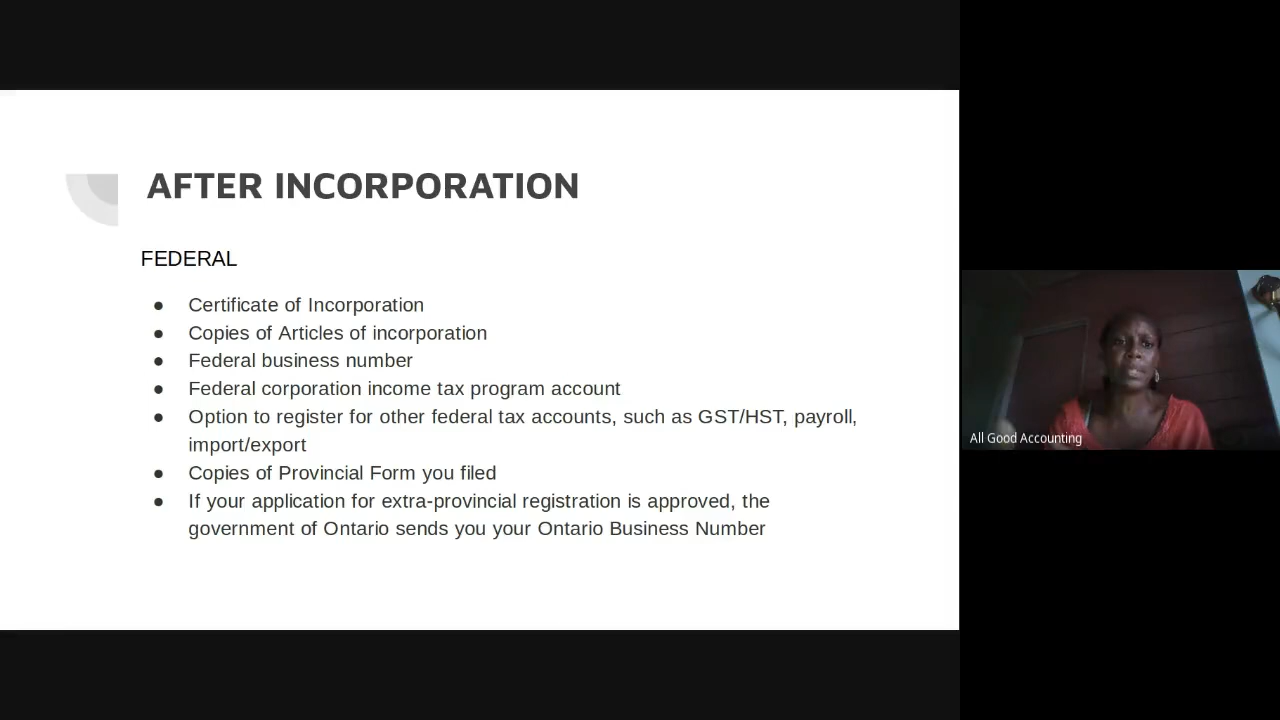 AFTER INCORPORATION
FEDERAL
● Certificate of Incorporation
● Copies of Articles of incorporation
● Federal business number
● Federal corporation income tax program account
● Option to register for other federal tax accounts, such as GST/HST, payroll,
import/export
● Copies of Provincial Form you filed
● If your application for extra-provincial registration is approved, the
government of Ontario sends you your Ontario Business Number
All Good Accounting